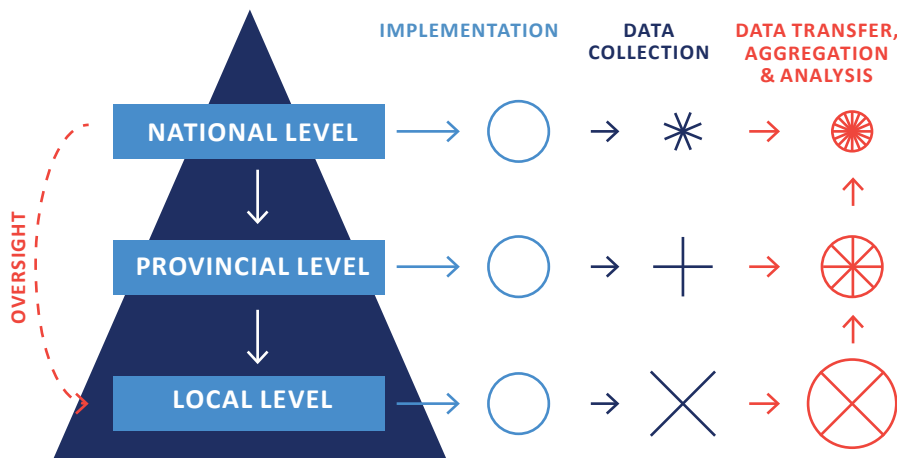 IMPLEMENTATION
DATA
COLLECTION
DATA TRANSFER,
AGGREGATION
& ANALYSIS
NATIONAL LEVEL
OVERSIGHT
PROVINCIAL LEVEL
LOCAL LEVEL